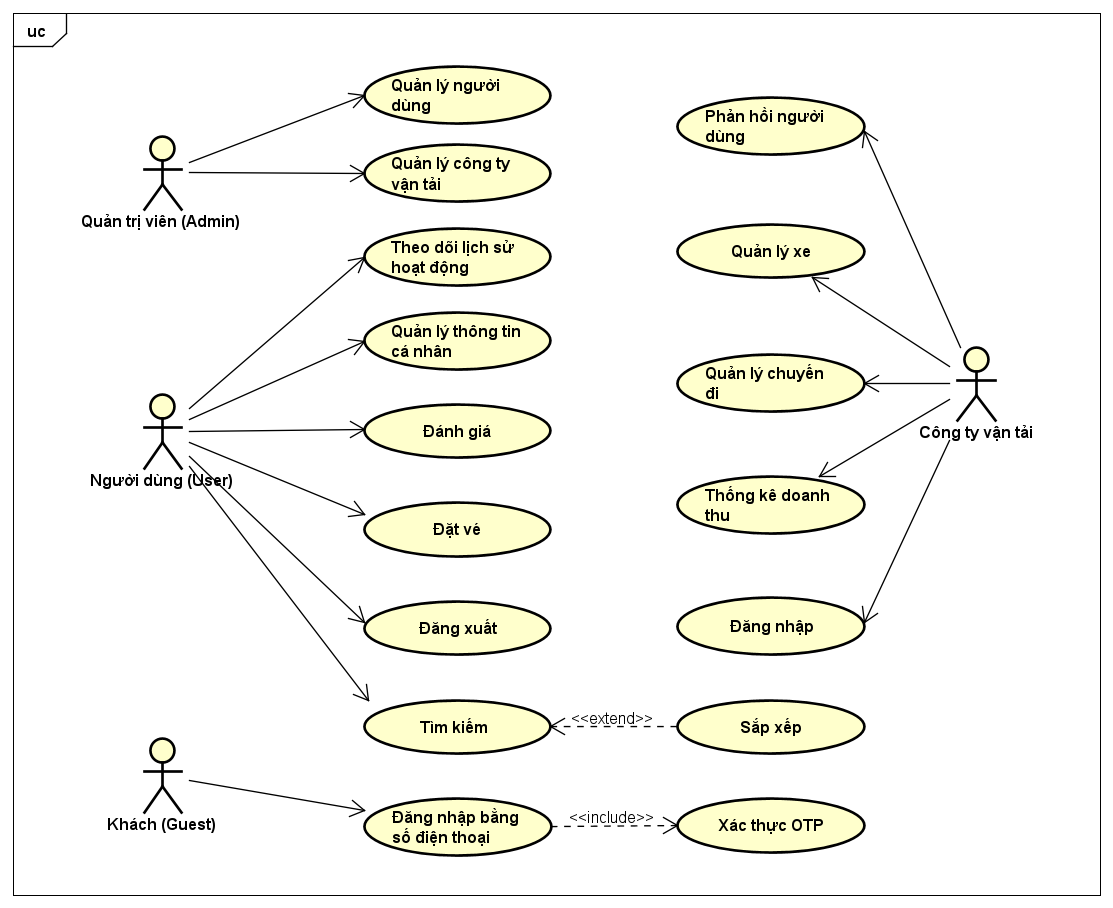 uc
Quản lý người
dùng
Quản lý công ty
vận tải
Quản trị viên (Admin)
Theo dõi lịch sử
hoạt động
Quản lý thông tin
cá nhân
Đánh giá
Người dùng (User)
Đặt vé
Đăng xuất
Tìm kiếm
<<extend>>
Sắp xếp
Khách (Guest)
Đăng nhập bằng
số điện thoại
<<include>>
Xác thực OTP
Phản hồi người
dùng
Quản lý xe
Quản lý chuyến
đi
Công ty vận tải
Thống kê doanh
thu
Đăng nhập